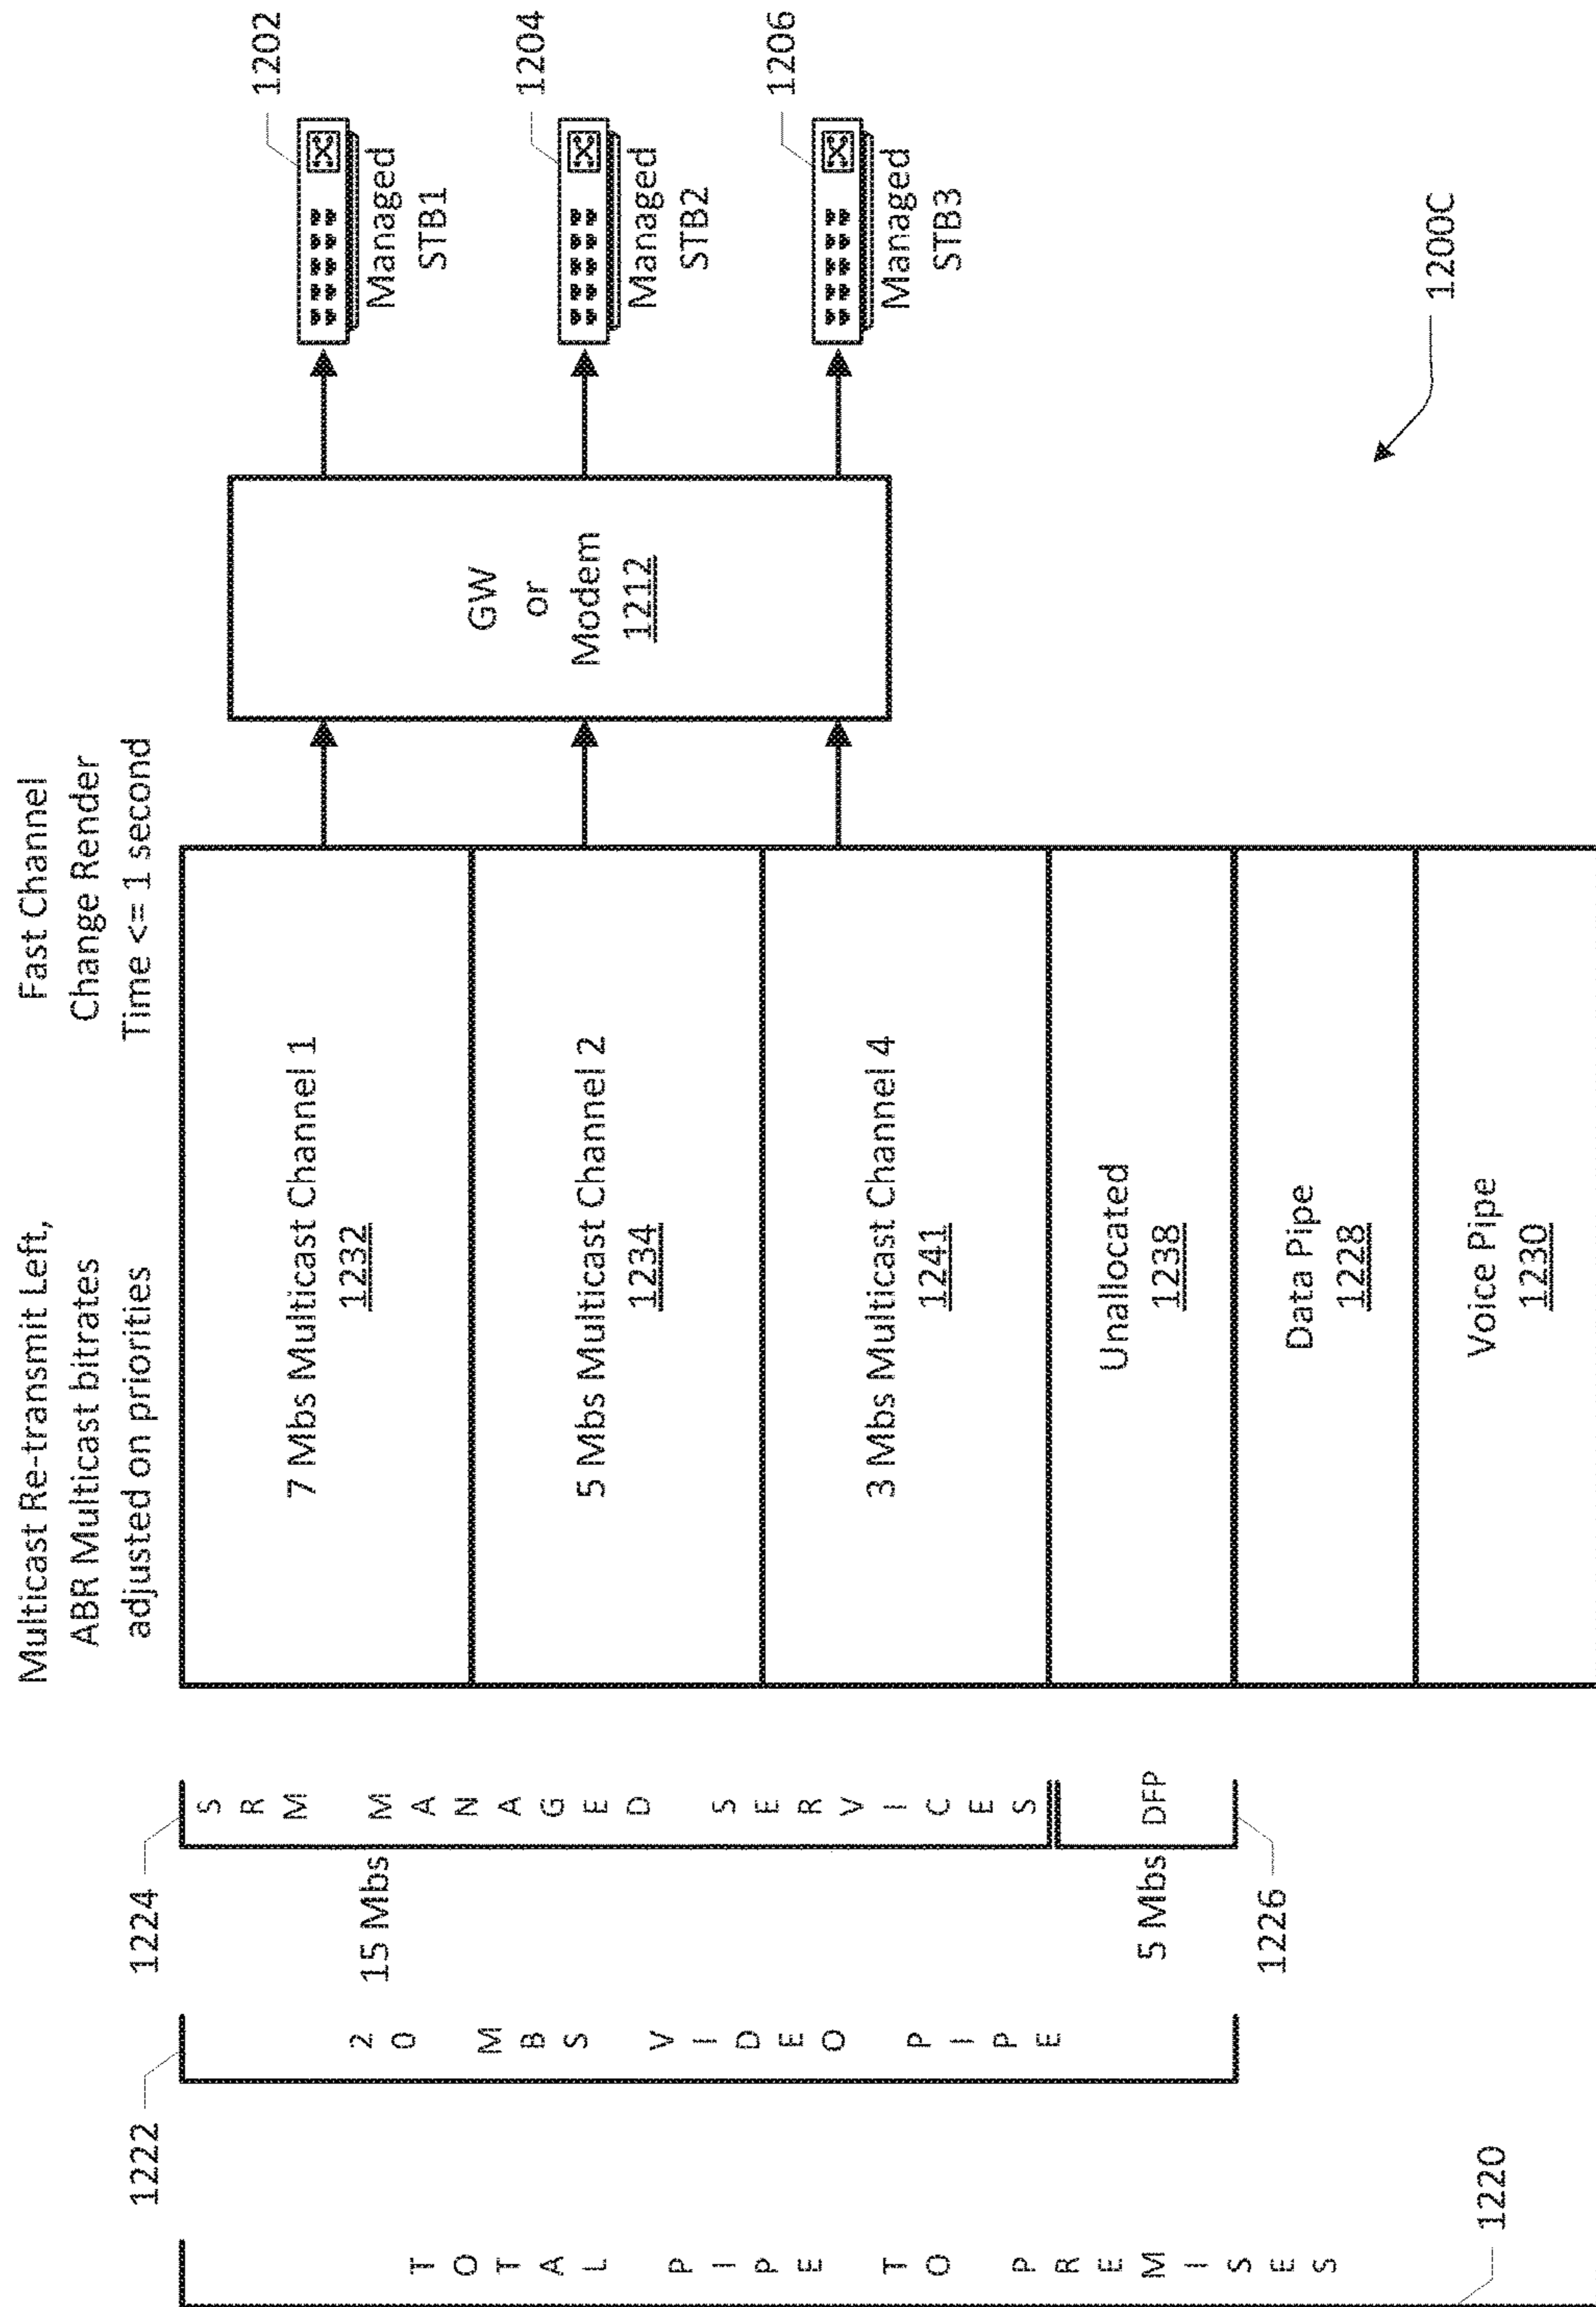 Multicast Re-transmit Left,
ABR Multicast bitrates
adjusted on priorities
Fast Channel
Change Render
Time <= 1 second
1220
TOTAL PIPE TO PREMISES
1222
20 MBS VIDEO PIPE
1224
SRM MANAGED SERVICES
15 Mbs
5 Mbs
DFP
1226
7 Mbs Multicast Channel 1
1232
5 Mbs Multicast Channel 2
1234
3 Mbs Multicast Channel 4
1241
Unallocated
1238
Data Pipe
1228
Voice Pipe
1230
GW
or
Modem
1212
1202
Managed
STB1
1204
Managed
STB2
1206
Managed
STB3
1200C